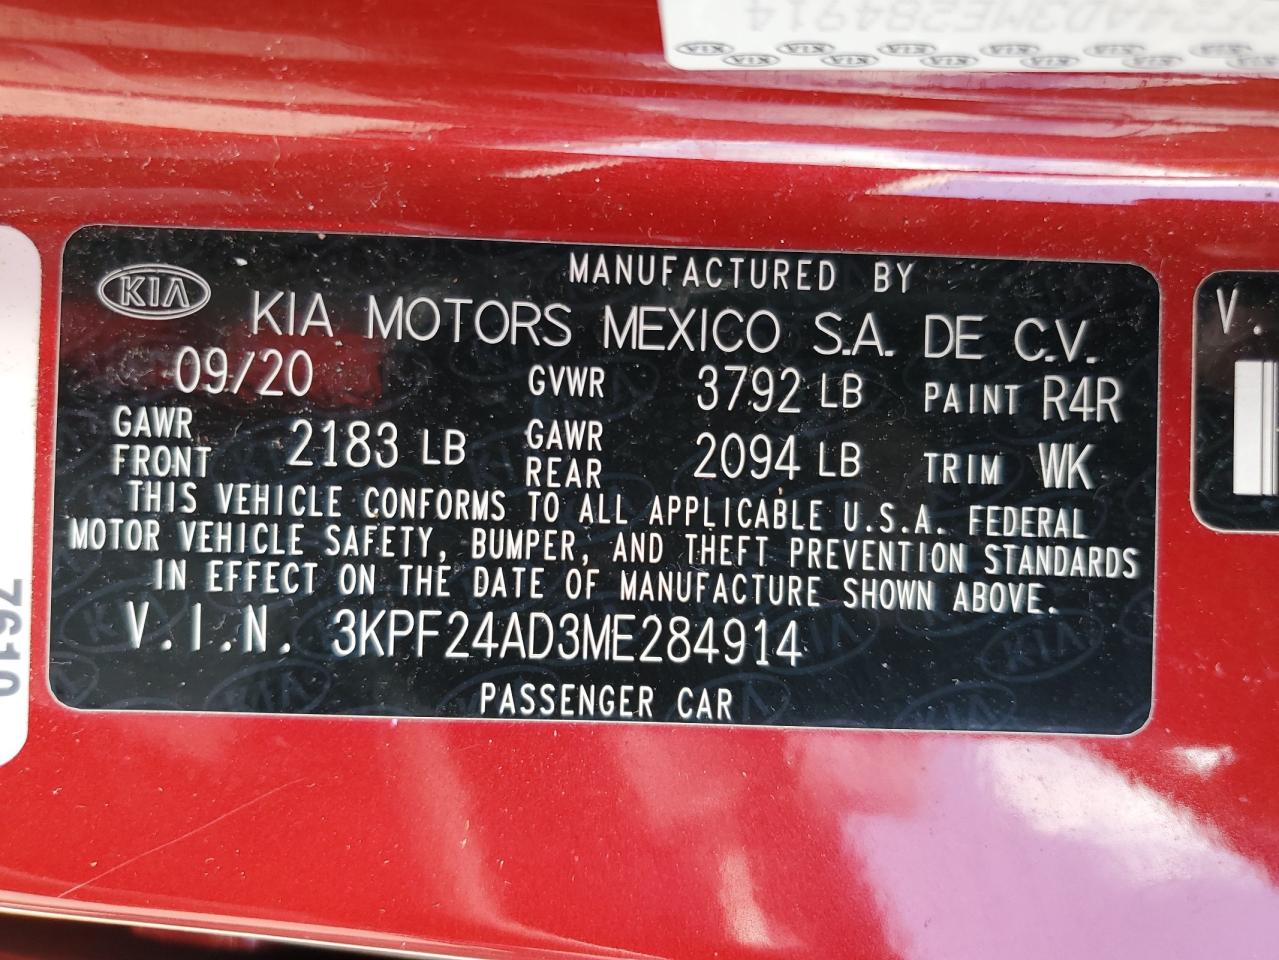 MANUFACTURED BY
KIA KIA MOTORS MEXICO S.A. DE C.V.
09/20 GVWR 3792 LB PAINT R4R
GAWR FRONT 2183 LB GAWR REAR 2094 LB TRIM WK
THIS VEHICLE CONFORMS TO ALL APPLICABLE U.S.A. FEDERAL
MOTOR VEHICLE SAFETY, BUMPER, AND THEFT PREVENTION STANDARDS
IN EFFECT ON THE DATE OF MANUFACTURE SHOWN ABOVE.
V.I.N. 3KPF24AD3ME284914
PASSENGER CAR
V.